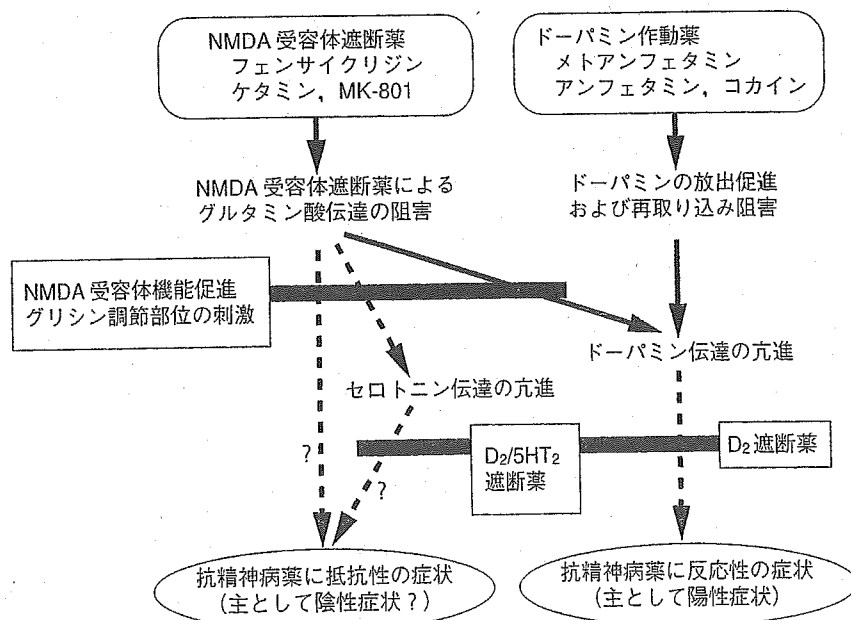 NMDA 受容体遮断薬
フェンサイクリジン
ケタミン，MK-801
ドーパミン作動薬
メトアンフェタミン
アンフェタミン，コカイン
NMDA 受容体遮断薬による
グルタミン酸伝達の阻害
ドーパミンの放出促進
および再取り込み阻害
NMDA 受容体機能促進
グリシン調節部位の刺激
ドーパミン伝達の亢進
セロトニン伝達の亢進
?
D₂/5HT₂
遮断薬
D₂ 遮断薬
?
抗精神病薬に抵抗性の症状
(主として陰性症状？)
抗精神病薬に反応性の症状
(主として陽性症状)